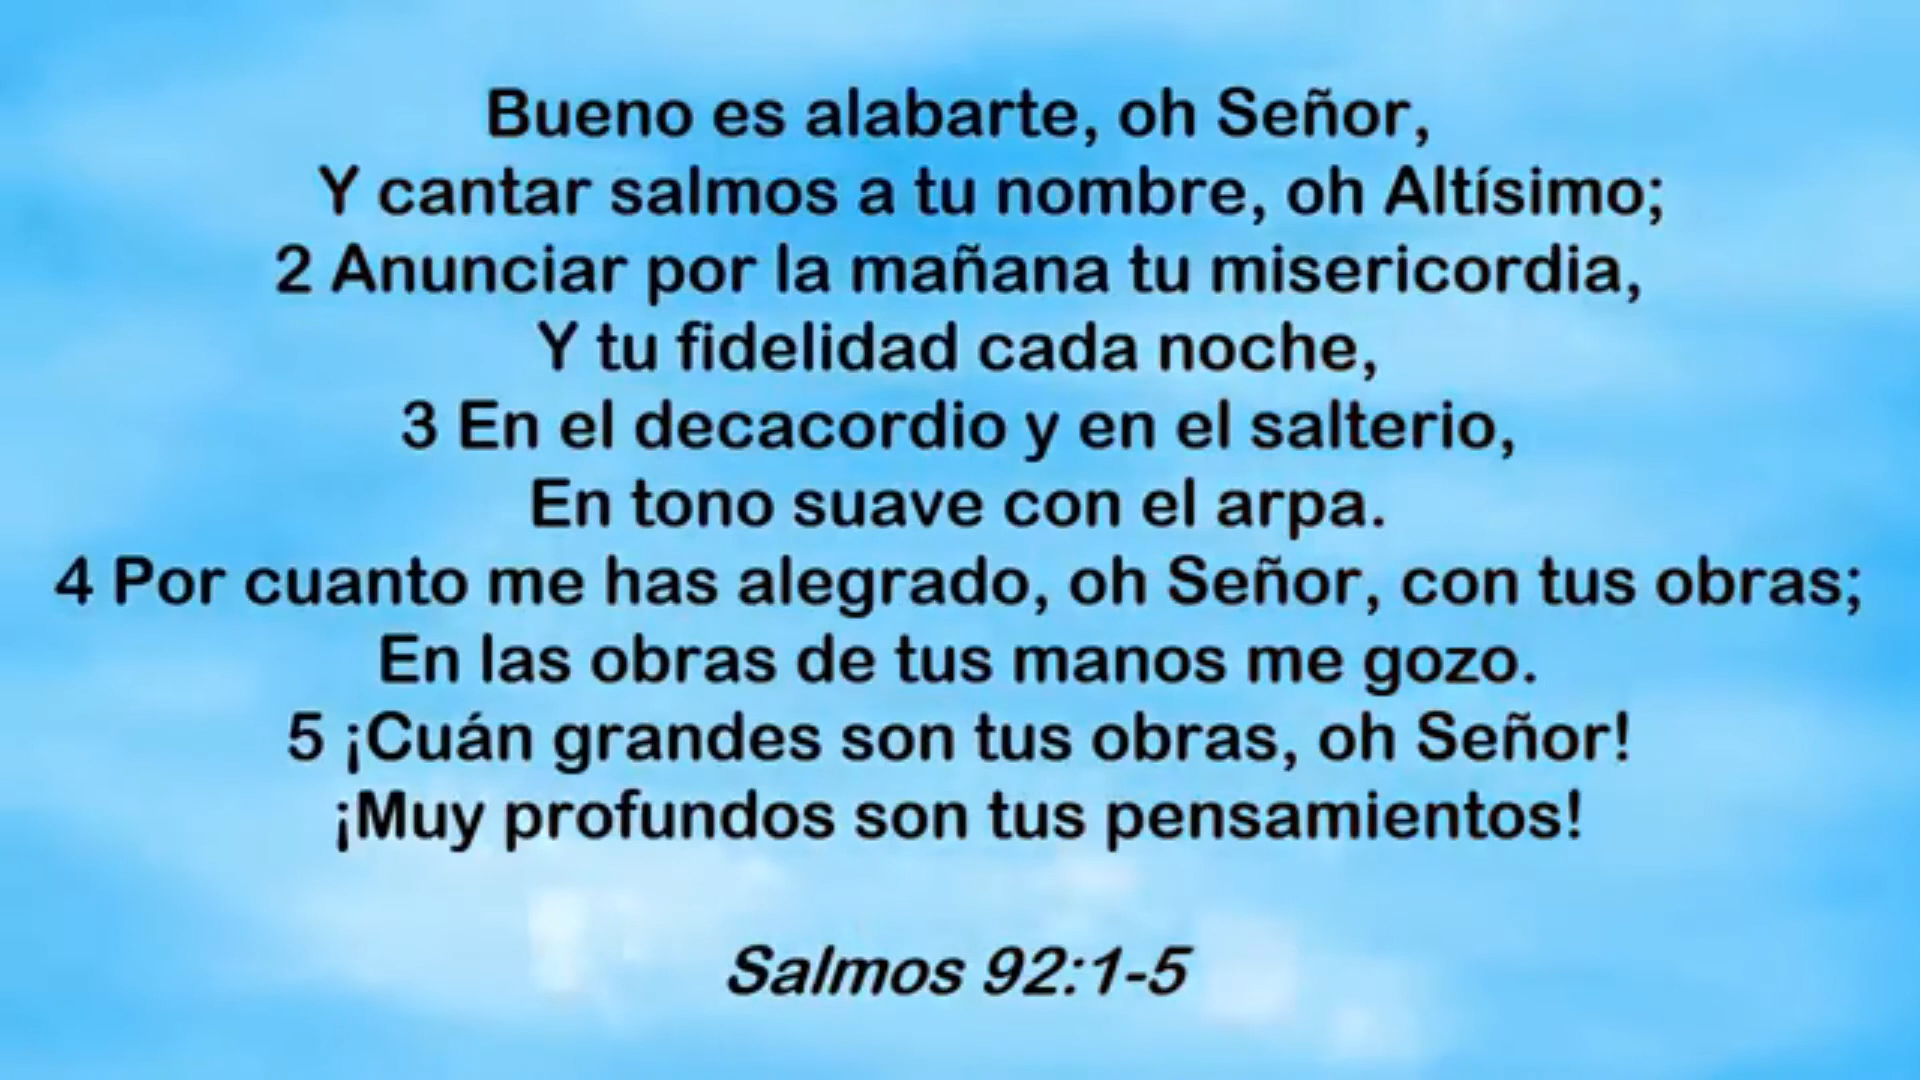 Bueno es alabarte, oh Señor,
Y cantar salmos a tu nombre, oh Altísimo;
2 Anunciar por la mañana tu misericordia,
Y tu fidelidad cada noche,
3 En el decacordio y en el salterio,
En tono suave con el arpa.
4 Por cuanto me has alegrado, oh Señor, con tus obras;
En las obras de tus manos me gozo.
5 ¡Cuán grandes son tus obras, oh Señor!
¡Muy profundos son tus pensamientos!
Salmos 92:1-5